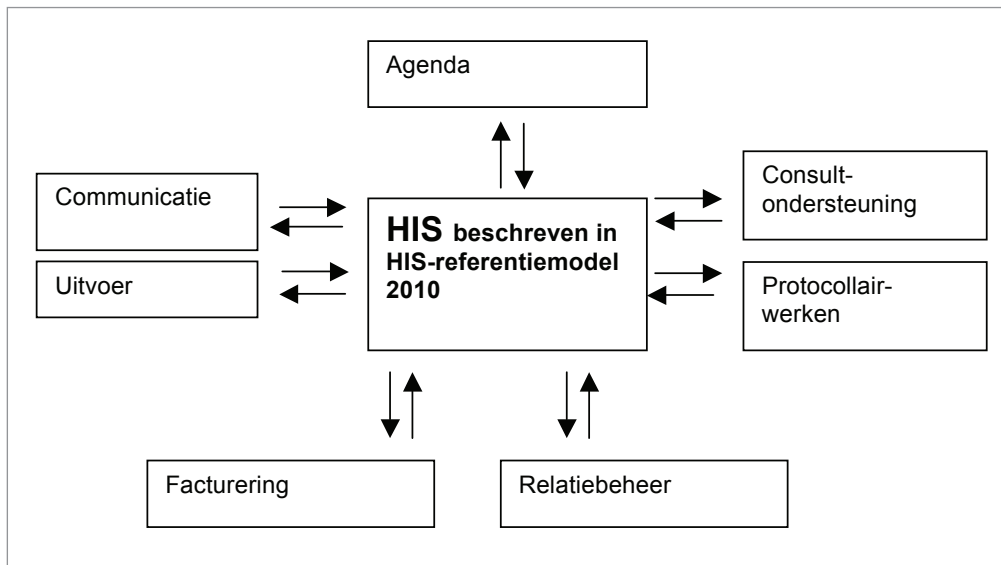 Agenda
Communicatie
Uitvoer
HIS beschreven in
HIS-referentiemodel
2010
Consult-
ondersteuning
Protocollair-
werken
Facturering
Relatiebeheer